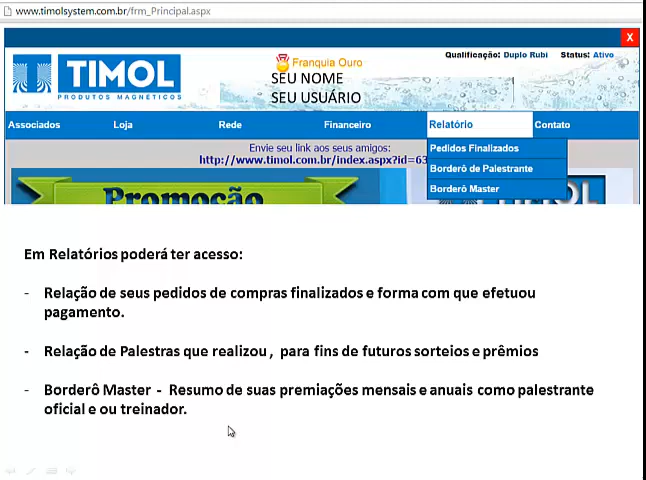 www.timolsystem.com.br/frm_Principal.aspx
X
Qualificação: Duplo Rubi Status: Ativo
Franquia Ouro
TIMOL
PRODUTOS MAGNÉTICOS
SEU NOME
SEU USUÁRIO
Associados Loja Rede Financeiro Relatório Contato
Envie seu link aos seus amigos:
http://www.timol.com.br/index.aspx?id=63
Pedidos Finalizados
Borderô de Palestrante
Borderô Master
Promoção
Em Relatórios poderá ter acesso:
- Relação de seus pedidos de compras finalizados e forma com que efetuou
pagamento.
- Relação de Palestras que realizou , para fins de futuros sorteios e prêmios
- Borderô Master - Resumo de suas premiações mensais e anuais como palestrante
oficial e ou treinador.